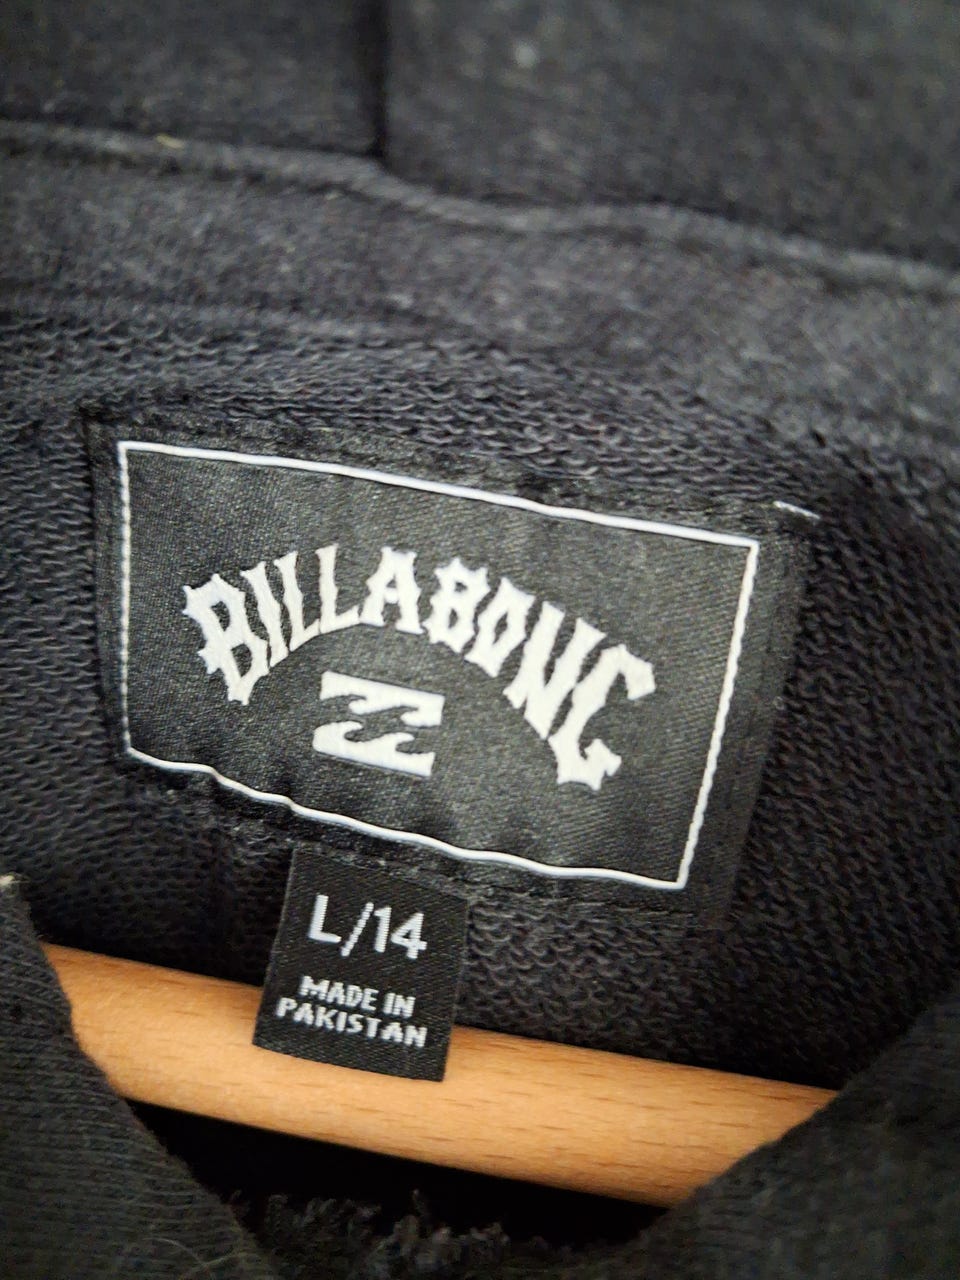 BILLABONG
L/14
MADE IN
PAKISTAN